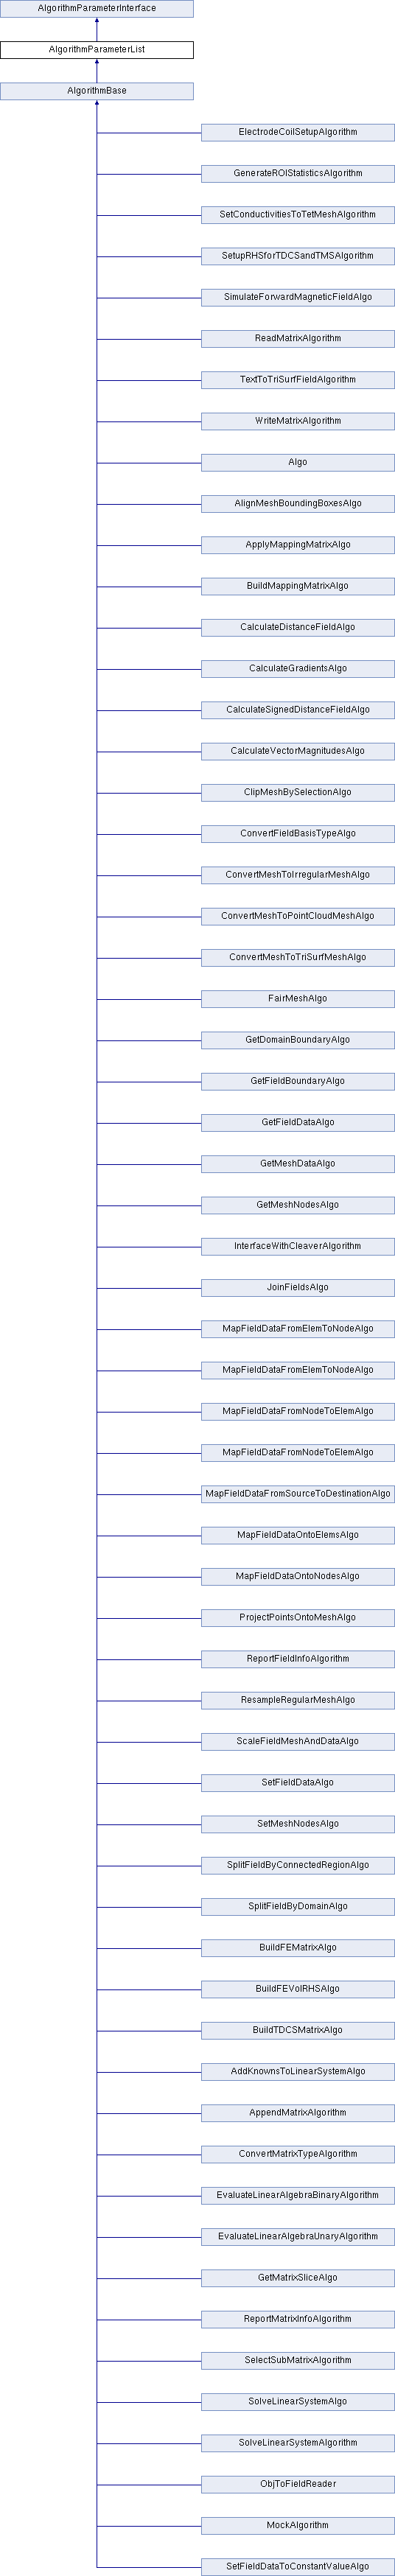 AlgorithmParameterInterface
AlgorithmParameterList
AlgorithmBase
ElectrodeCoilSetupAlgorithm
GenerateROIStatisticsAlgorithm
SetConductivitiesToTetMeshAlgorithm
SetupRHSforTDCSandTMSAlgorithm
SimulateForwardMagneticFieldAlgo
ReadMatrixAlgorithm
TextToTriSurfFieldAlgorithm
WriteMatrixAlgorithm
Algo
AlignMeshBoundingBoxesAlgo
ApplyMappingMatrixAlgo
BuildMappingMatrixAlgo
CalculateDistanceFieldAlgo
CalculateGradientsAlgo
CalculateSignedDistanceFieldAlgo
CalculateVectorMagnitudesAlgo
ClipMeshBySelectionAlgo
ConvertFieldBasisTypeAlgo
ConvertMeshToIrregularMeshAlgo
ConvertMeshToPointCloudMeshAlgo
ConvertMeshToTriSurfMeshAlgo
FairMeshAlgo
GetDomainBoundaryAlgo
GetFieldBoundaryAlgo
GetFieldDataAlgo
GetMeshDataAlgo
GetMeshNodesAlgo
InterfaceWithCleaverAlgorithm
JoinFieldsAlgo
MapFieldDataFromElemToNodeAlgo
MapFieldDataFromElemToNodeAlgo
MapFieldDataFromNodeToElemAlgo
MapFieldDataFromNodeToElemAlgo
MapFieldDataFromSourceToDestinationAlgo
MapFieldDataOntoElemsAlgo
MapFieldDataOntoNodesAlgo
ProjectPointsOntoMeshAlgo
ReportFieldInfoAlgorithm
ResampleRegularMeshAlgo
ScaleFieldMeshAndDataAlgo
SetFieldDataAlgo
SetMeshNodesAlgo
SplitFieldByConnectedRegionAlgo
SplitFieldByDomainAlgo
BuildFEMatrixAlgo
BuildFEVolRHSAlgo
BuildTDCSMatrixAlgo
AddKnownsToLinearSystemAlgo
AppendMatrixAlgorithm
ConvertMatrixTypeAlgorithm
EvaluateLinearAlgebraBinaryAlgorithm
EvaluateLinearAlgebraUnaryAlgorithm
GetMatrixSliceAlgo
ReportMatrixInfoAlgorithm
SelectSubMatrixAlgorithm
SolveLinearSystemAlgo
SolveLinearSystemAlgorithm
ObjToFieldReader
MockAlgorithm
SetFieldDataToConstantValueAlgo